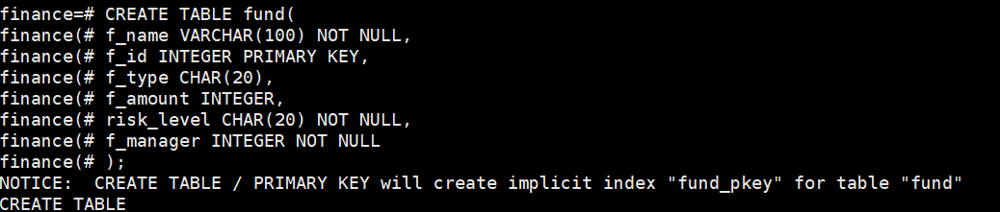 finance=# CREATE TABLE fund(
finance(# f_name VARCHAR(100) NOT NULL,
finance(# f_id INTEGER PRIMARY KEY,
finance(# f_type CHAR(20),
finance(# f_amount INTEGER,
finance(# risk_level CHAR(20) NOT NULL,
finance(# f_manager INTEGER NOT NULL
finance(# );
NOTICE:  CREATE TABLE / PRIMARY KEY will create implicit index "fund_pkey" for table "fund"
CREATE TABLE